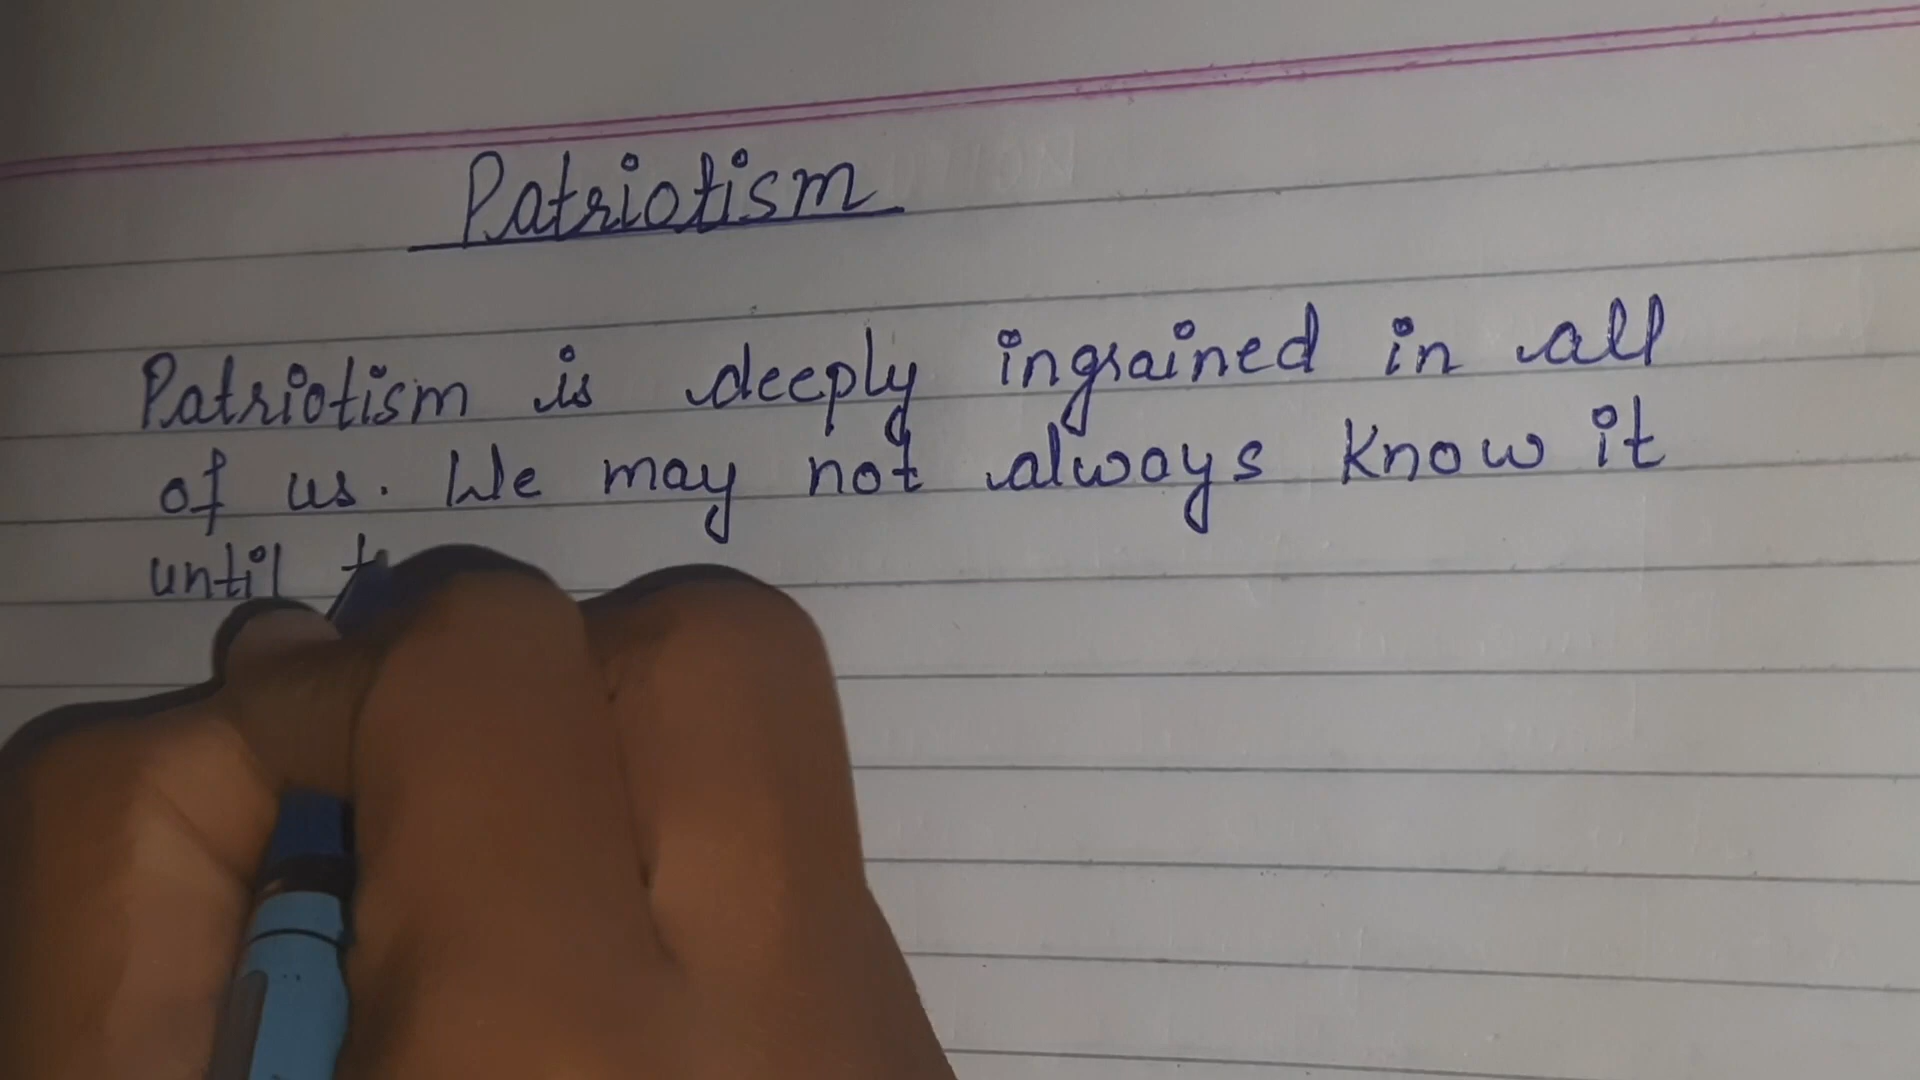 Patriotism
Patriotism is deeply ingrained in all
of us. We may not always know it
until